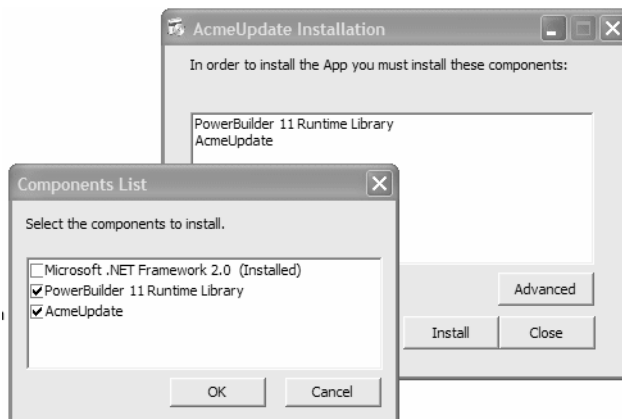 AcmeUpdate Installation
In order to install the App you must install these components:
PowerBuilder 11 Runtime Library
AcmeUpdate
Advanced
Install
Close
Components List
Select the components to install.
Microsoft .NET Framework 2.0 (Installed)
PowerBuilder 11 Runtime Library
AcmeUpdate
OK
Cancel